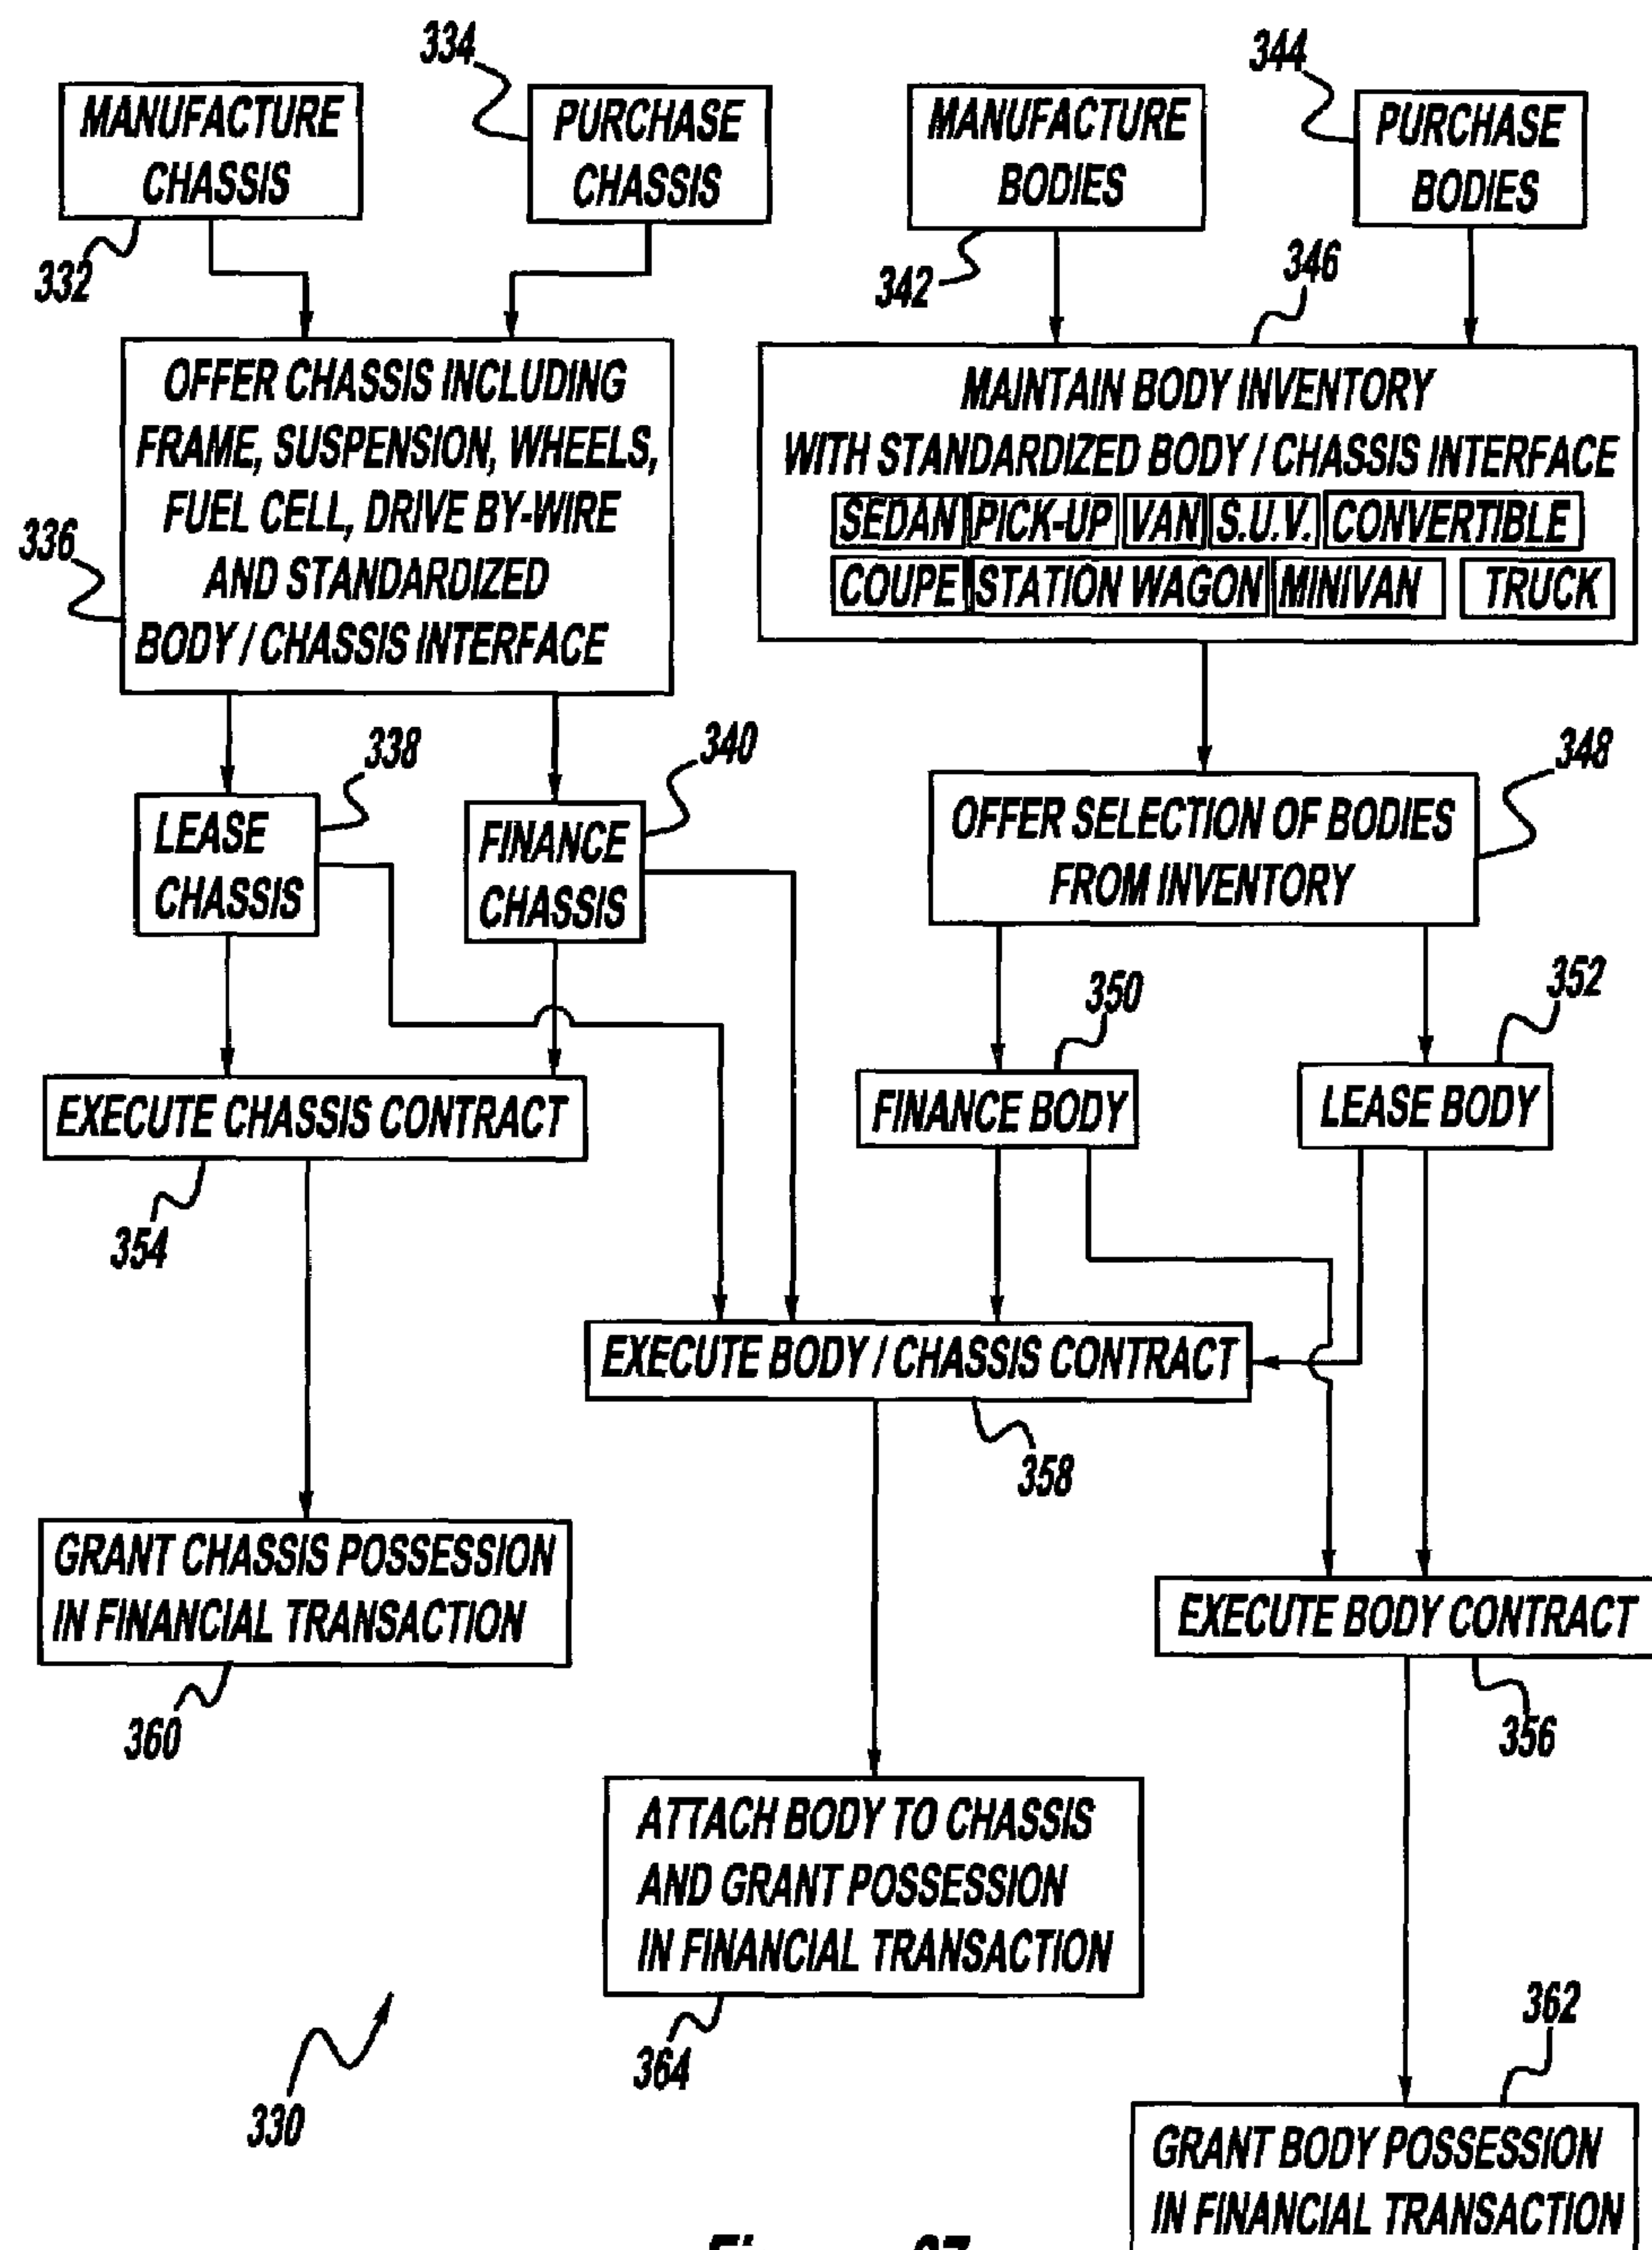 334
344
MANUFACTURE
CHASSIS
PURCHASE
CHASSIS
MANUFACTURE
BODIES
PURCHASE
BODIES
332
342
346
OFFER CHASSIS INCLUDING
FRAME, SUSPENSION, WHEELS,
FUEL CELL, DRIVE BY-WIRE
AND STANDARDIZED
BODY / CHASSIS INTERFACE
336
MAINTAIN BODY INVENTORY
WITH STANDARDIZED BODY / CHASSIS INTERFACE
SEDAN PICK-UP VAN S.U.V. CONVERTIBLE
COUPE STATION WAGON MINIVAN TRUCK
338
340
348
LEASE
CHASSIS
FINANCE
CHASSIS
OFFER SELECTION OF BODIES
FROM INVENTORY
350
352
EXECUTE CHASSIS CONTRACT
FINANCE BODY
LEASE BODY
354
EXECUTE BODY / CHASSIS CONTRACT
358
GRANT CHASSIS POSSESSION
IN FINANCIAL TRANSACTION
EXECUTE BODY CONTRACT
360
356
ATTACH BODY TO CHASSIS
AND GRANT POSSESSION
IN FINANCIAL TRANSACTION
364
362
330
GRANT BODY POSSESSION
IN FINANCIAL TRANSACTION